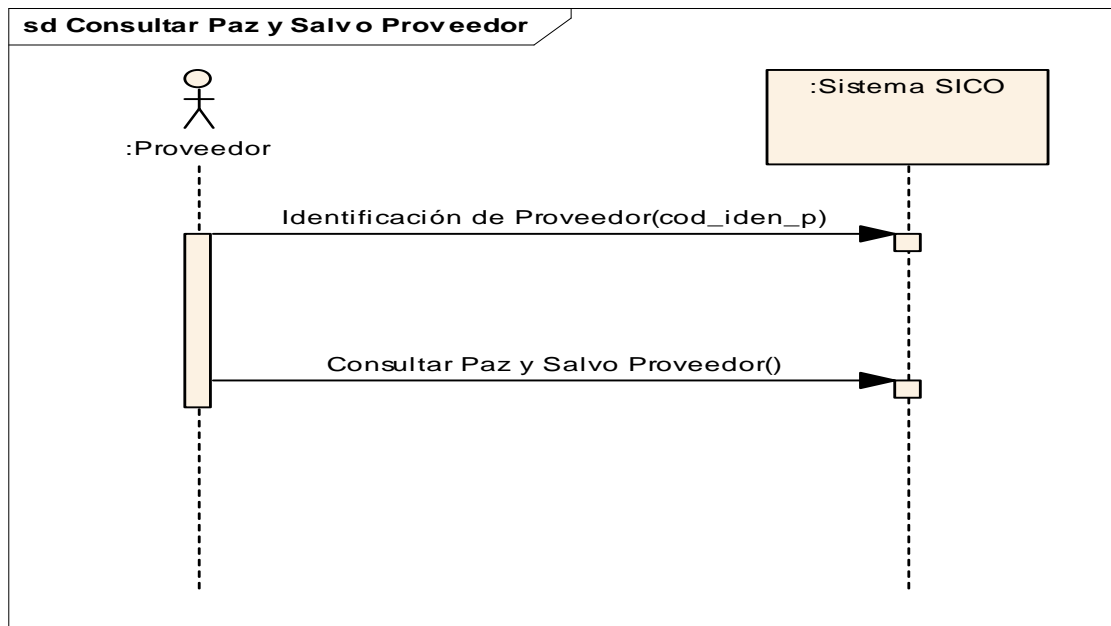 sd Consultar Paz y Salvo Proveedor
:Proveedor
:Sistema SICO
Identificación de Proveedor(cod_iden_p)
Consultar Paz y Salvo Proveedor()